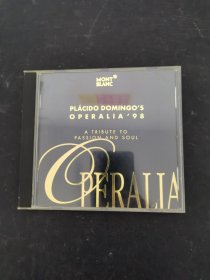 MONT
BLANC
PLÁCIDO DOMINGO'S
OPERALIA '98
A TRIBUTE TO
PASSION AND SOUL
OPERALIA